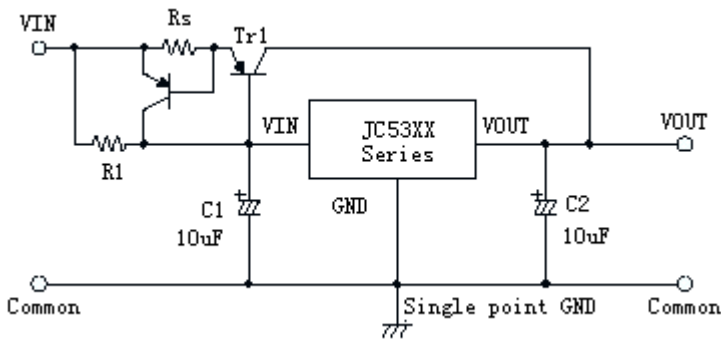 VIN
Rs
Tr1
VIN
JC53XX
Series
VOUT
VOUT
R1
C1
10uF
GND
C2
10uF
Common
Single point GND
Common